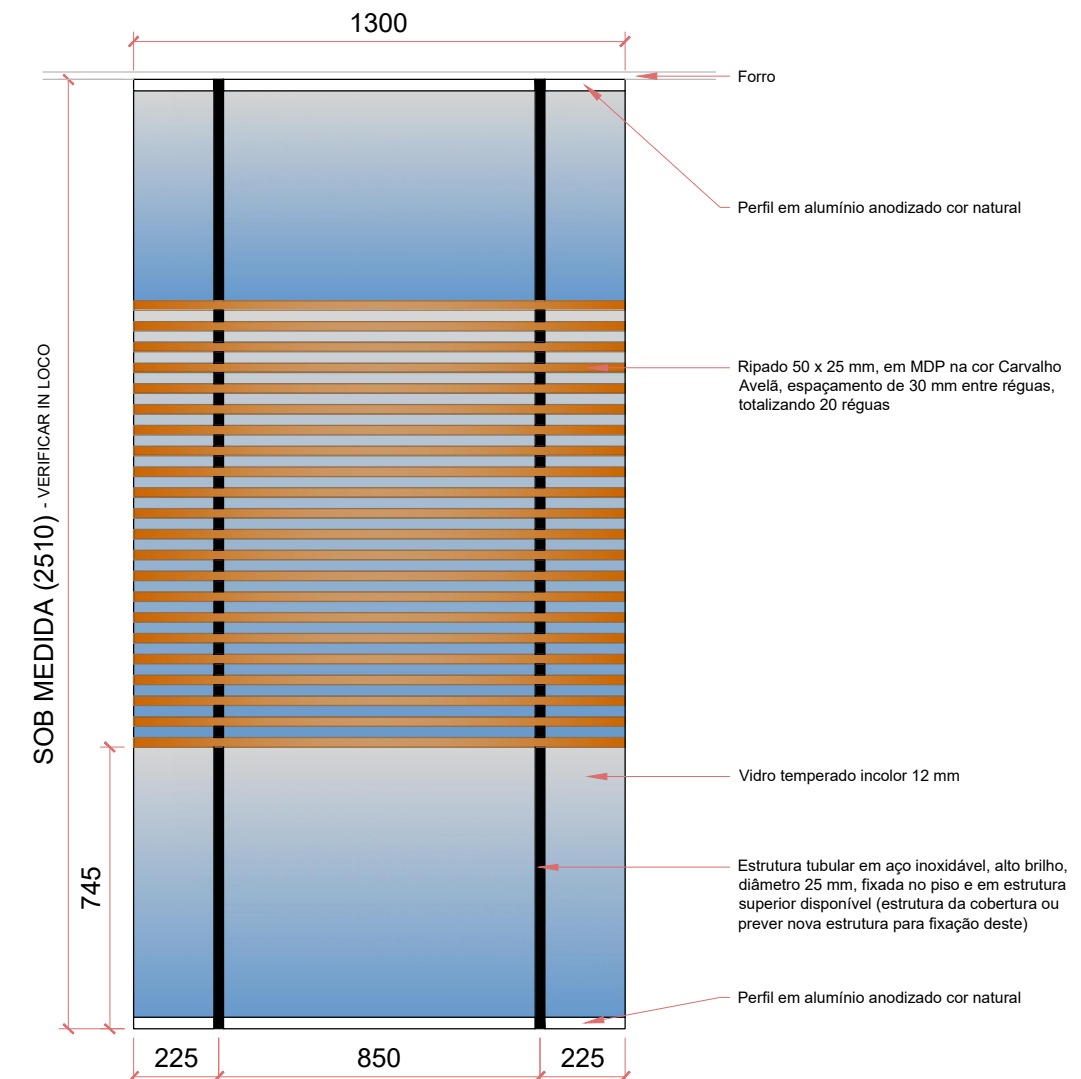 1300
Forro
Perfil em alumínio anodizado cor natural
Ripado 50 x 25 mm, em MDP na cor Carvalho
Avelã, espaçamento de 30 mm entre réguas,
totalizando 20 réguas
SOB MEDIDA (2510) - VERIFICAR IN LOCO
Vidro temperado incolor 12 mm
745
Estrutura tubular em aço inoxidável, alto brilho,
diâmetro 25 mm, fixada no piso e em estrutura
superior disponível (estrutura da cobertura ou
prever nova estrutura para fixação deste)
Perfil em alumínio anodizado cor natural
225
850
225